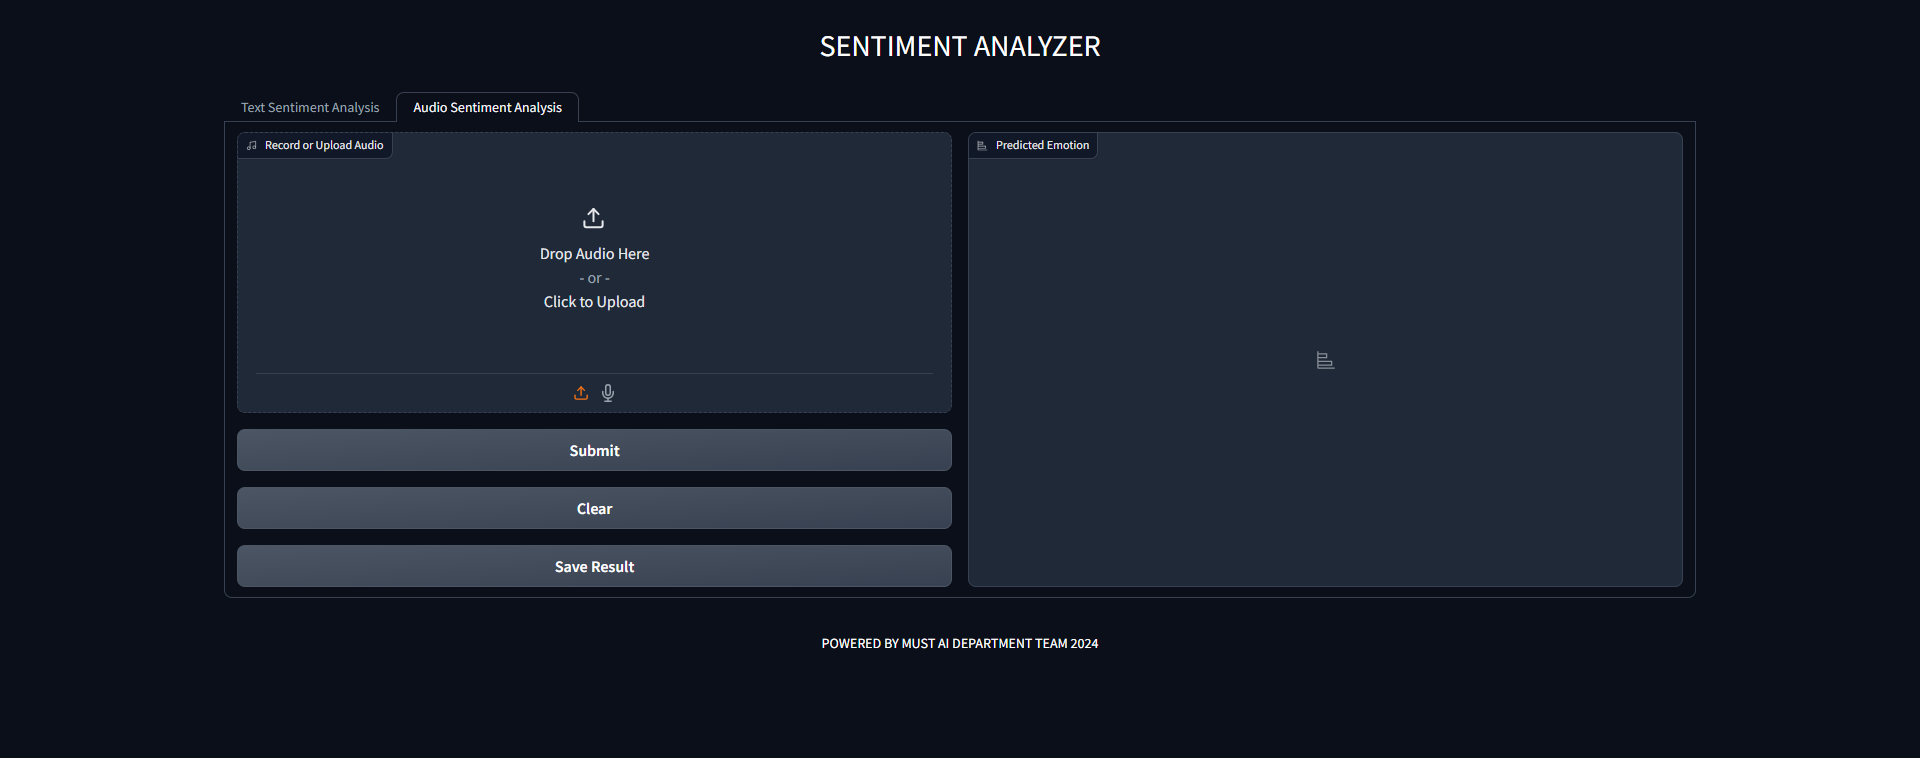 SENTIMENT ANALYZER
Text Sentiment Analysis
Audio Sentiment Analysis
Record or Upload Audio
Drop Audio Here
- or -
Click to Upload
Submit
Clear
Save Result
Predicted Emotion
POWERED BY MUST AI DEPARTMENT TEAM 2024